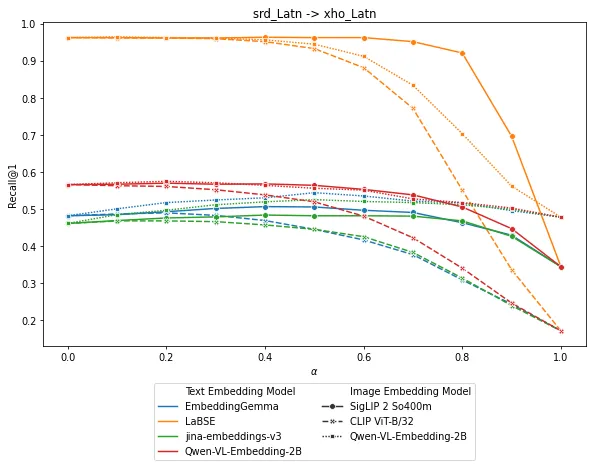 srd_Latn -> xho_Latn
1.0
0.9
0.8
0.7
0.6
0.5
0.4
0.3
0.2
Recall@1
0.0 0.2 0.4 0.6 0.8 1.0
α
Text Embedding Model
EmbeddingGemma
LaBSE
jina-embeddings-v3
Qwen-VL-Embedding-2B
Image Embedding Model
SigLIP 2 So400m
CLIP ViT-B/32
Qwen-VL-Embedding-2B